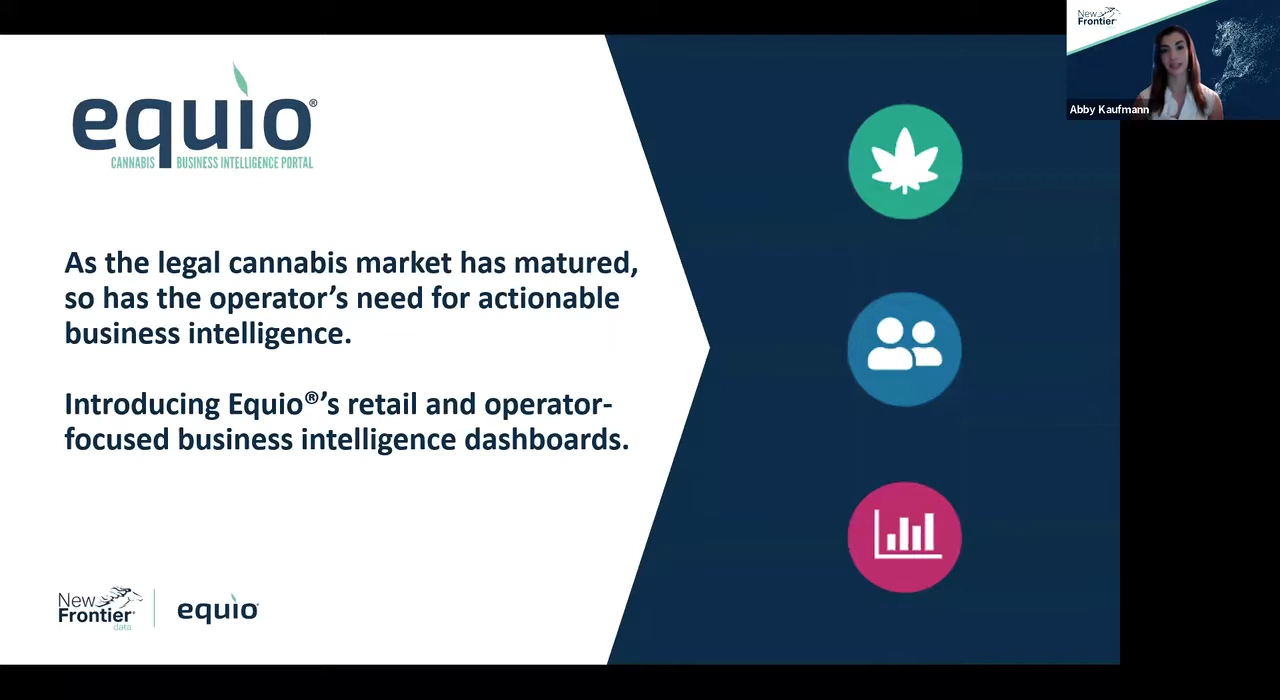 equio®
CANNABIS BUSINESS INTELLIGENCE PORTAL
As the legal cannabis market has matured,
so has the operator's need for actionable
business intelligence.
Introducing Equio®'s retail and operator-
focused business intelligence dashboards.
New
Frontier®
data
equio®
New
Frontier
Abby Kaufmann